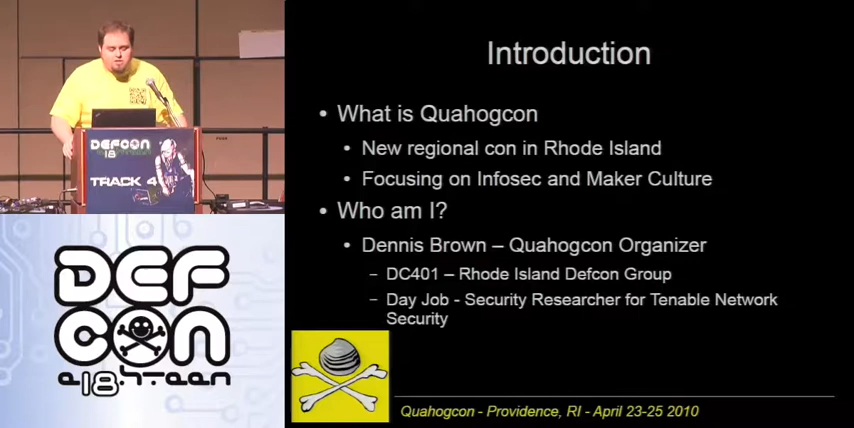 Introduction
• What is Quahogcon
• New regional con in Rhode Island
• Focusing on Infosec and Maker Culture
• Who am I?
• Dennis Brown – Quahogcon Organizer
– DC401 – Rhode Island Defcon Group
– Day Job - Security Researcher for Tenable Network
Security
Quahogcon - Providence, RI - April 23-25 2010
DEFCON
18
TRACK 4
DEF
CON
e18hteen